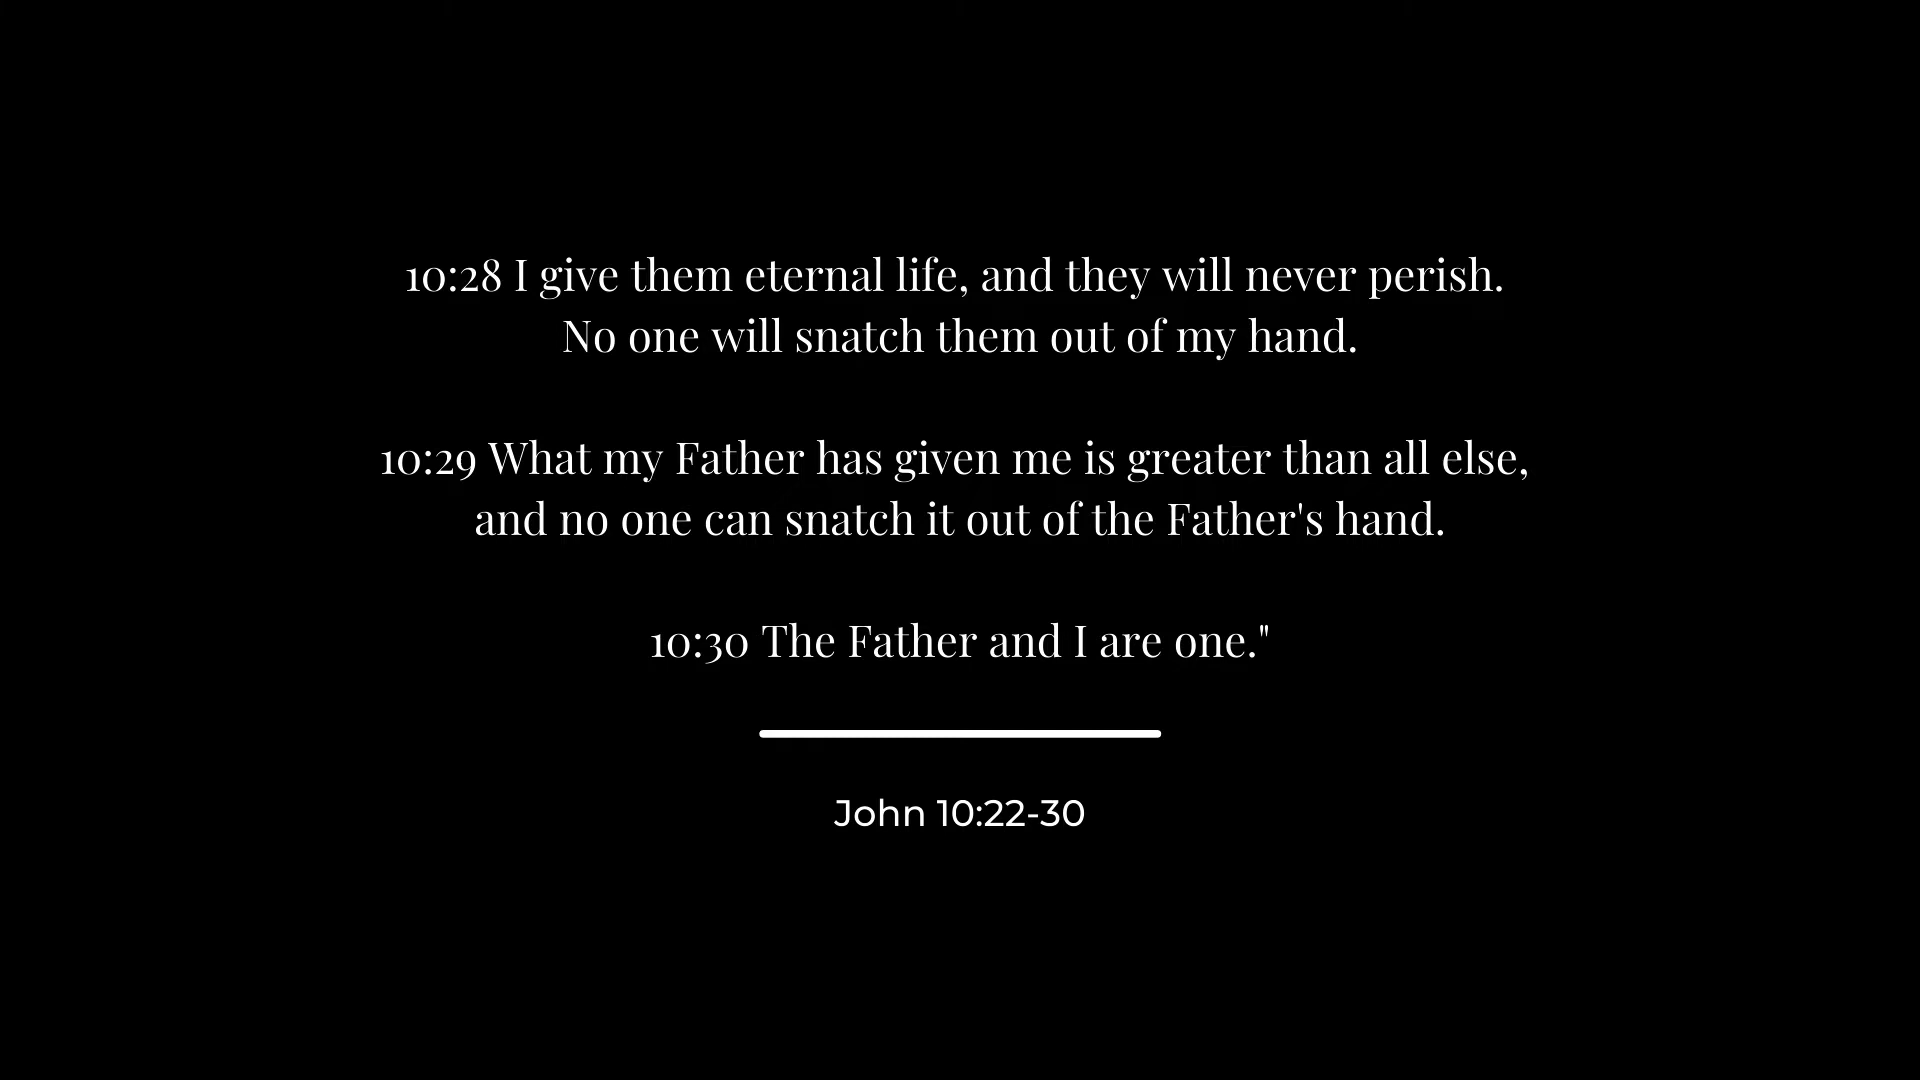 10:28 I give them eternal life, and they will never perish.
No one will snatch them out of my hand.
10:29 What my Father has given me is greater than all else,
and no one can snatch it out of the Father's hand.
10:30 The Father and I are one."
John 10:22-30